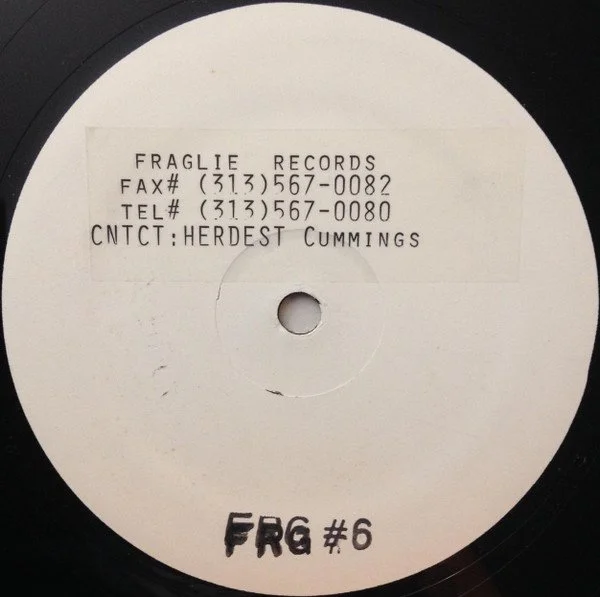 FRAGLIE RECORDS
FAX# (313)567-0082
TEL# (313)567-0080
CNTCT:HERDEST CUMMINGS
FRG #6